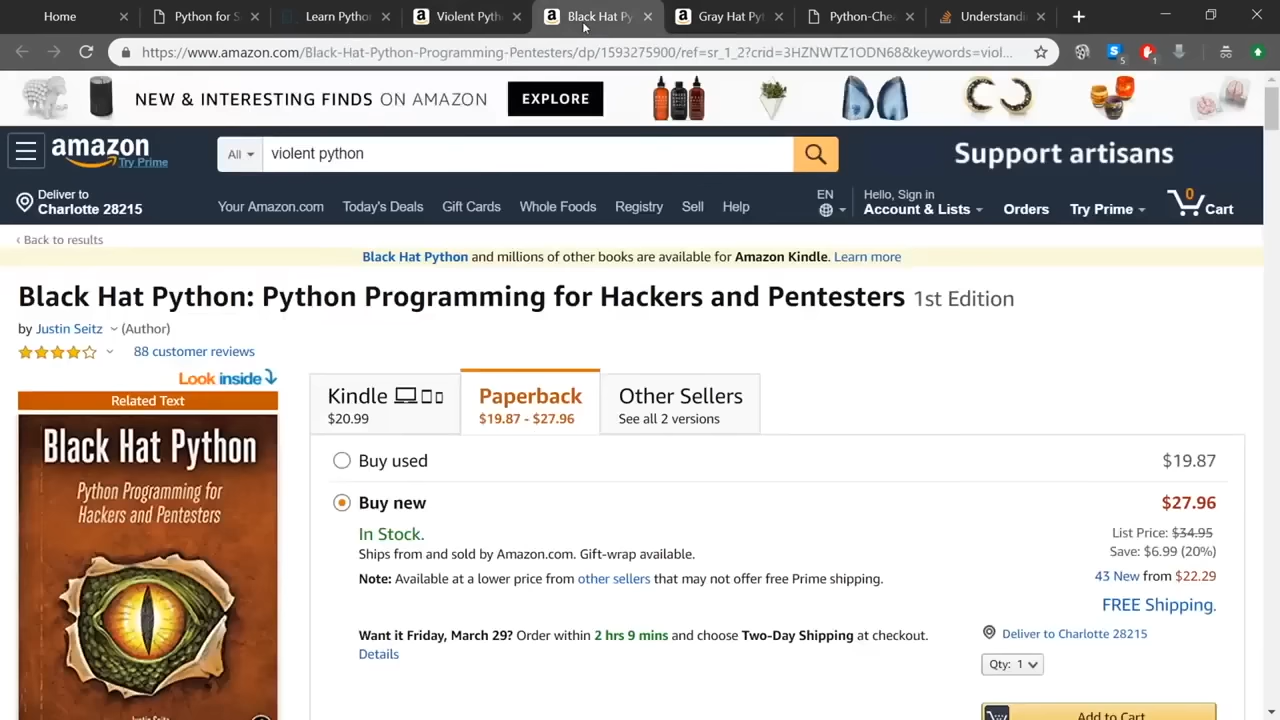 Home
Python for S
Learn Pytho
Violent Pyth
Black Hat Py
Gray Hat Py
Python-Chea
Understandi
https://www.amazon.com/Black-Hat-Python-Programming-Pentesters/dp/1593275900/ref=sr_1_2?crid=3HZNWTZ1ODN68&keywords=viol...
5
1
NEW & INTERESTING FINDS ON AMAZON
EXPLORE
amazon
Try Prime
All
violent python
Support artisans
Deliver to
Charlotte 28215
Your Amazon.com
Today's Deals
Gift Cards
Whole Foods
Registry
Sell
Help
EN
Hello, Sign in
Account & Lists
Orders
Try Prime
0
Cart
‹ Back to results
Black Hat Python and millions of other books are available for Amazon Kindle. Learn more
Black Hat Python: Python Programming for Hackers and Pentesters 1st Edition
by Justin Seitz (Author)
88 customer reviews
Look inside
Related Text
Black Hat Python
Python Programming for
Hackers and Pentesters
Justin Seitz
Kindle
$20.99
Paperback
$19.87 - $27.96
Other Sellers
See all 2 versions
Buy used
$19.87
Buy new
$27.96
In Stock.
List Price: $34.95
Ships from and sold by Amazon.com. Gift-wrap available.
Save: $6.99 (20%)
Note: Available at a lower price from other sellers that may not offer free Prime shipping.
43 New from $22.29
FREE Shipping.
Want it Friday, March 29? Order within 2 hrs 9 mins and choose Two-Day Shipping at checkout.
Details
Deliver to Charlotte 28215
Qty: 1
Add to Cart